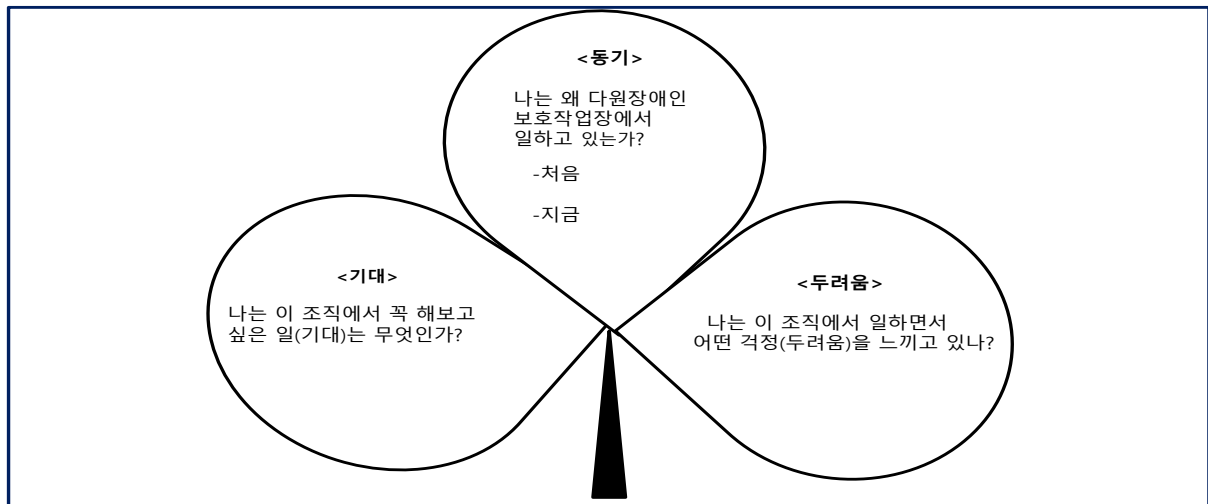 <동기>
나는 왜 다원장애인
보호작업장에서
일하고 있는가?
-처음
-지금
<기대>
나는 이 조직에서 꼭 해보고
싶은 일(기대)는 무엇인가?
<두려움>
나는 이 조직에서 일하면서
어떤 걱정(두려움)을 느끼고 있나?